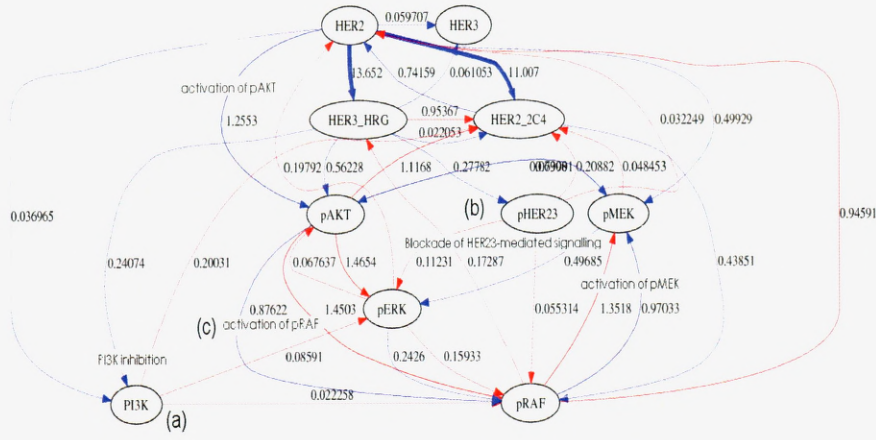 0.059707
HER2
HER3
13.652
0.74159
0.061053
11.007
activation of pAKT
0.95367
0.032249
0.49929
1.2553
HER3_HRG
HER2_2C4
0.022053
0.19792
0.56228
1.1168
0.27782
0.20882
0.048453
(b)
0.036965
pAKT
pHER23
pMEK
0.94591
Blockade of HER23-mediated signalling
0.24074
0.20031
0.067637
1.4654
0.11231
0.17287
0.49685
0.43851
activation of pMEK
0.87622
1.4503
pERK
0.055314
1.3518
0.97033
(c)
activation of pRAF
PI3K inhibition
0.08591
0.2426
0.15933
0.022258
PI3K
pRAF
(a)